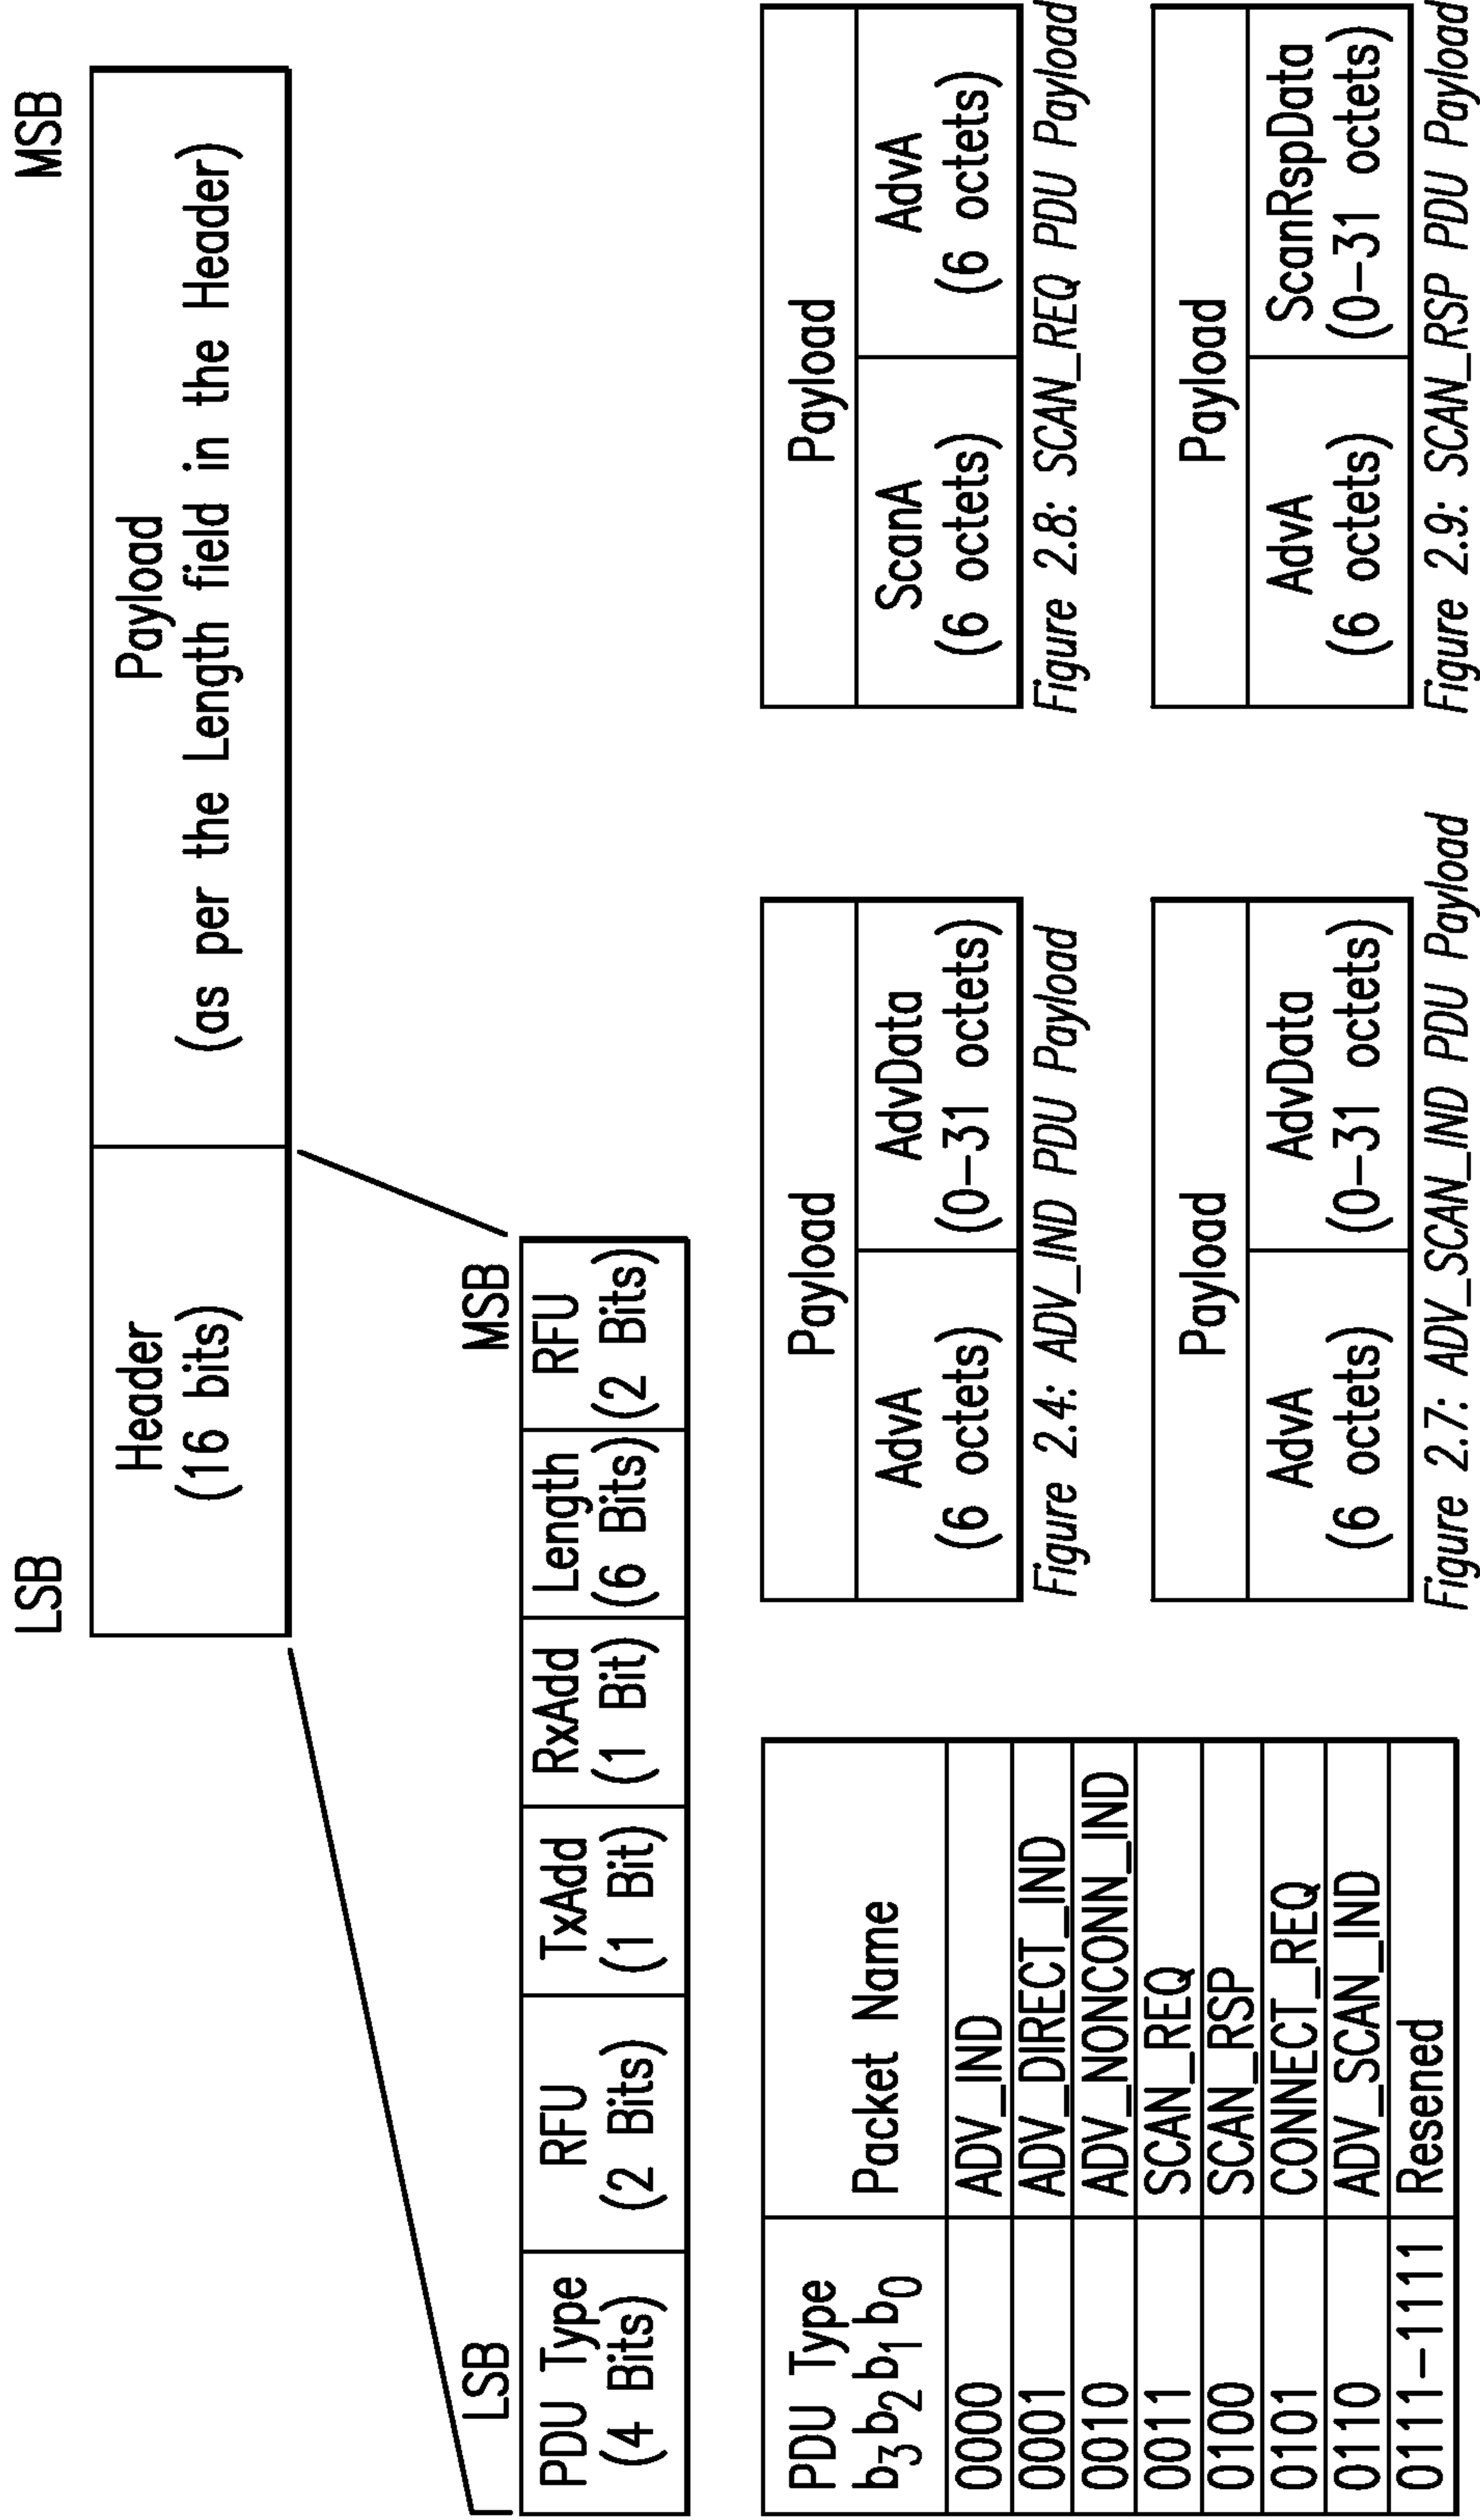 LSB MSB
Header Payload
(16 bits) (as per the Length field in the Header)
LSB MSB
PDU Type RFU TxAdd RxAdd Length RFU
(4 Bits) (2 Bits) (1 Bit) (1 Bit) (6 Bits) (2 Bits)
PDU Type Packet Name
b3b2b1b0
0000 ADV_IND
0001 ADV_DIRECT_IND
0010 ADV_NONCONN_IND
0011 SCAN_REQ
0100 SCAN_RSP
0101 CONNECT_REQ
0110 ADV_SCAN_IND
0111-1111 Resened
Payload
AdvA AdvData
(6 octets) (0-31 octets)
Figure 2.4: ADV_IND PDU Payload
Payload
AdvA AdvData
(6 octets) (0-31 octets)
Figure 2.7: ADV_SCAN_IND PDU Payload
Payload
ScanA AdvA
(6 octets) (6 octets)
Figure 2.8: SCAN_REQ PDU Payload
Payload
AdvA ScanRspData
(6 octets) (0-31 octets)
Figure 2.9: SCAN_RSP PDU Payload